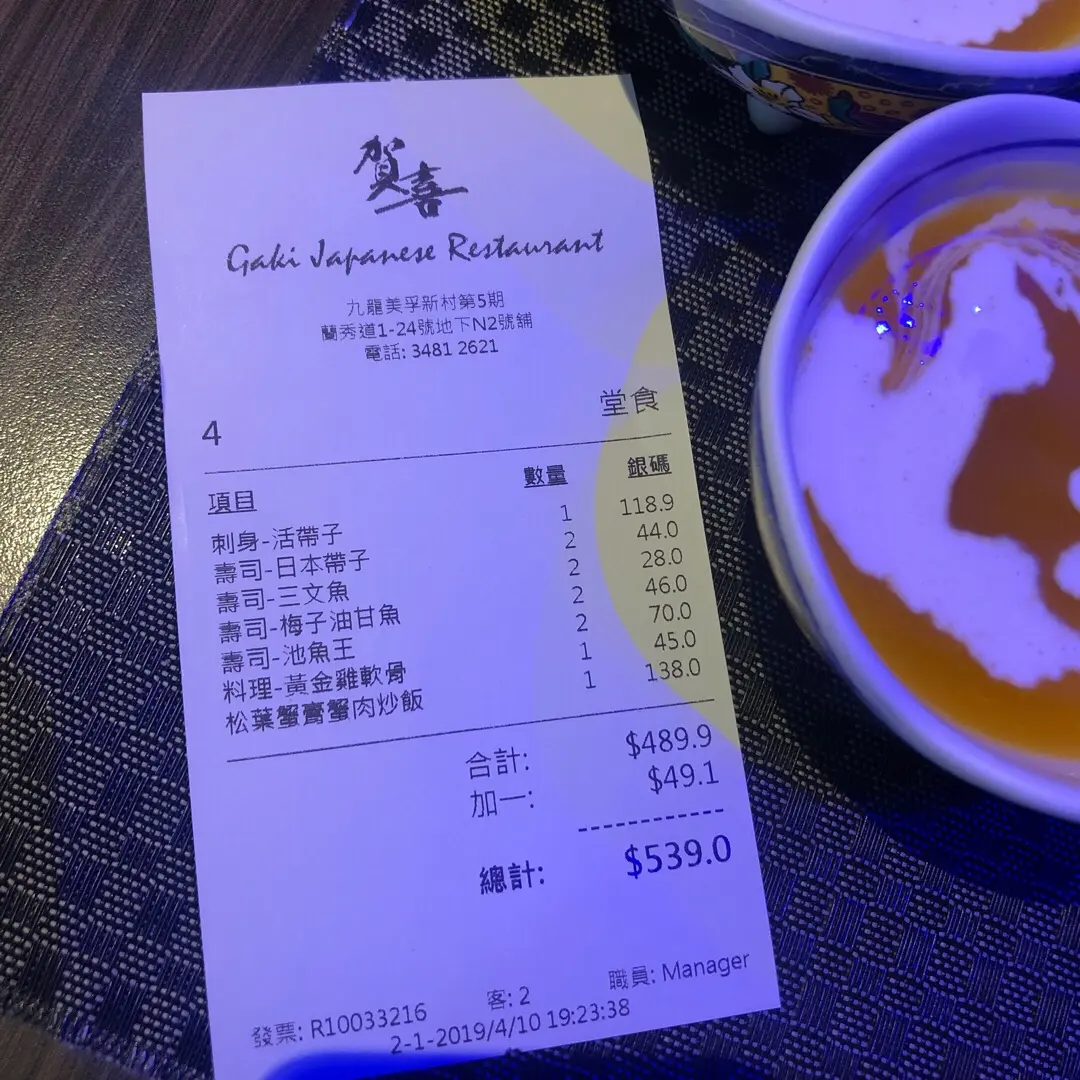 賀喜
Gaki Japanese Restaurant
九龍美孚新村第5期
蘭秀道1-24號地下N2號舖
電話: 3481 2621
4 堂食
項目 數量 銀碼
刺身-活帶子 1 118.9
壽司-日本帶子 2 44.0
壽司-三文魚 2 28.0
壽司-梅子油甘魚 2 46.0
壽司-池魚王 2 70.0
料理-黃金雞軟骨 1 45.0
松葉蟹膏蟹肉炒飯 1 138.0
合計: $489.9
加一: $49.1
------------
總計: $539.0
發票: R10033216 客: 2 職員: Manager
2-1-2019/4/10 19:23:38